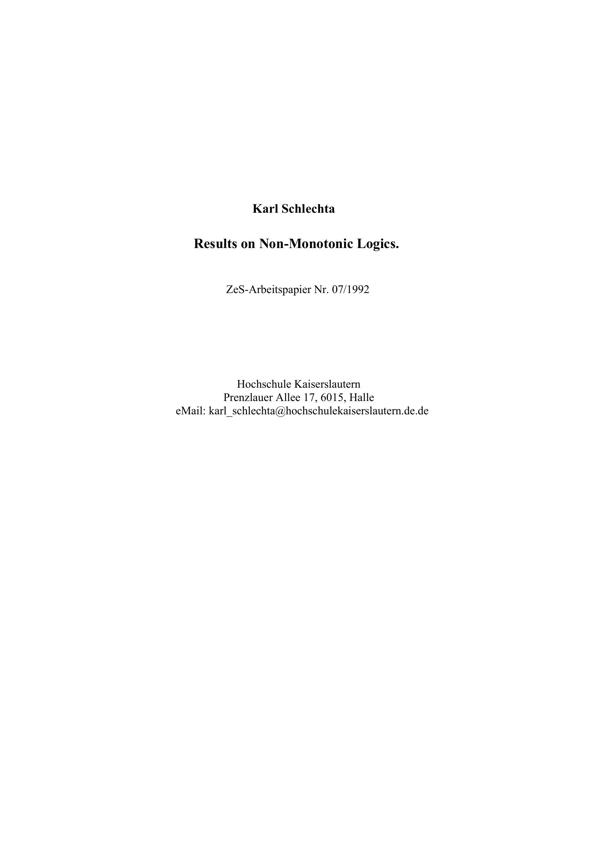 Karl Schlechta
Results on Non-Monotonic Logics.
ZeS-Arbeitspapier Nr. 07/1992
Hochschule Kaiserslautern
Prenzlauer Allee 17, 6015, Halle
eMail: karl_schlechta@hochschulekaiserslautern.de.de